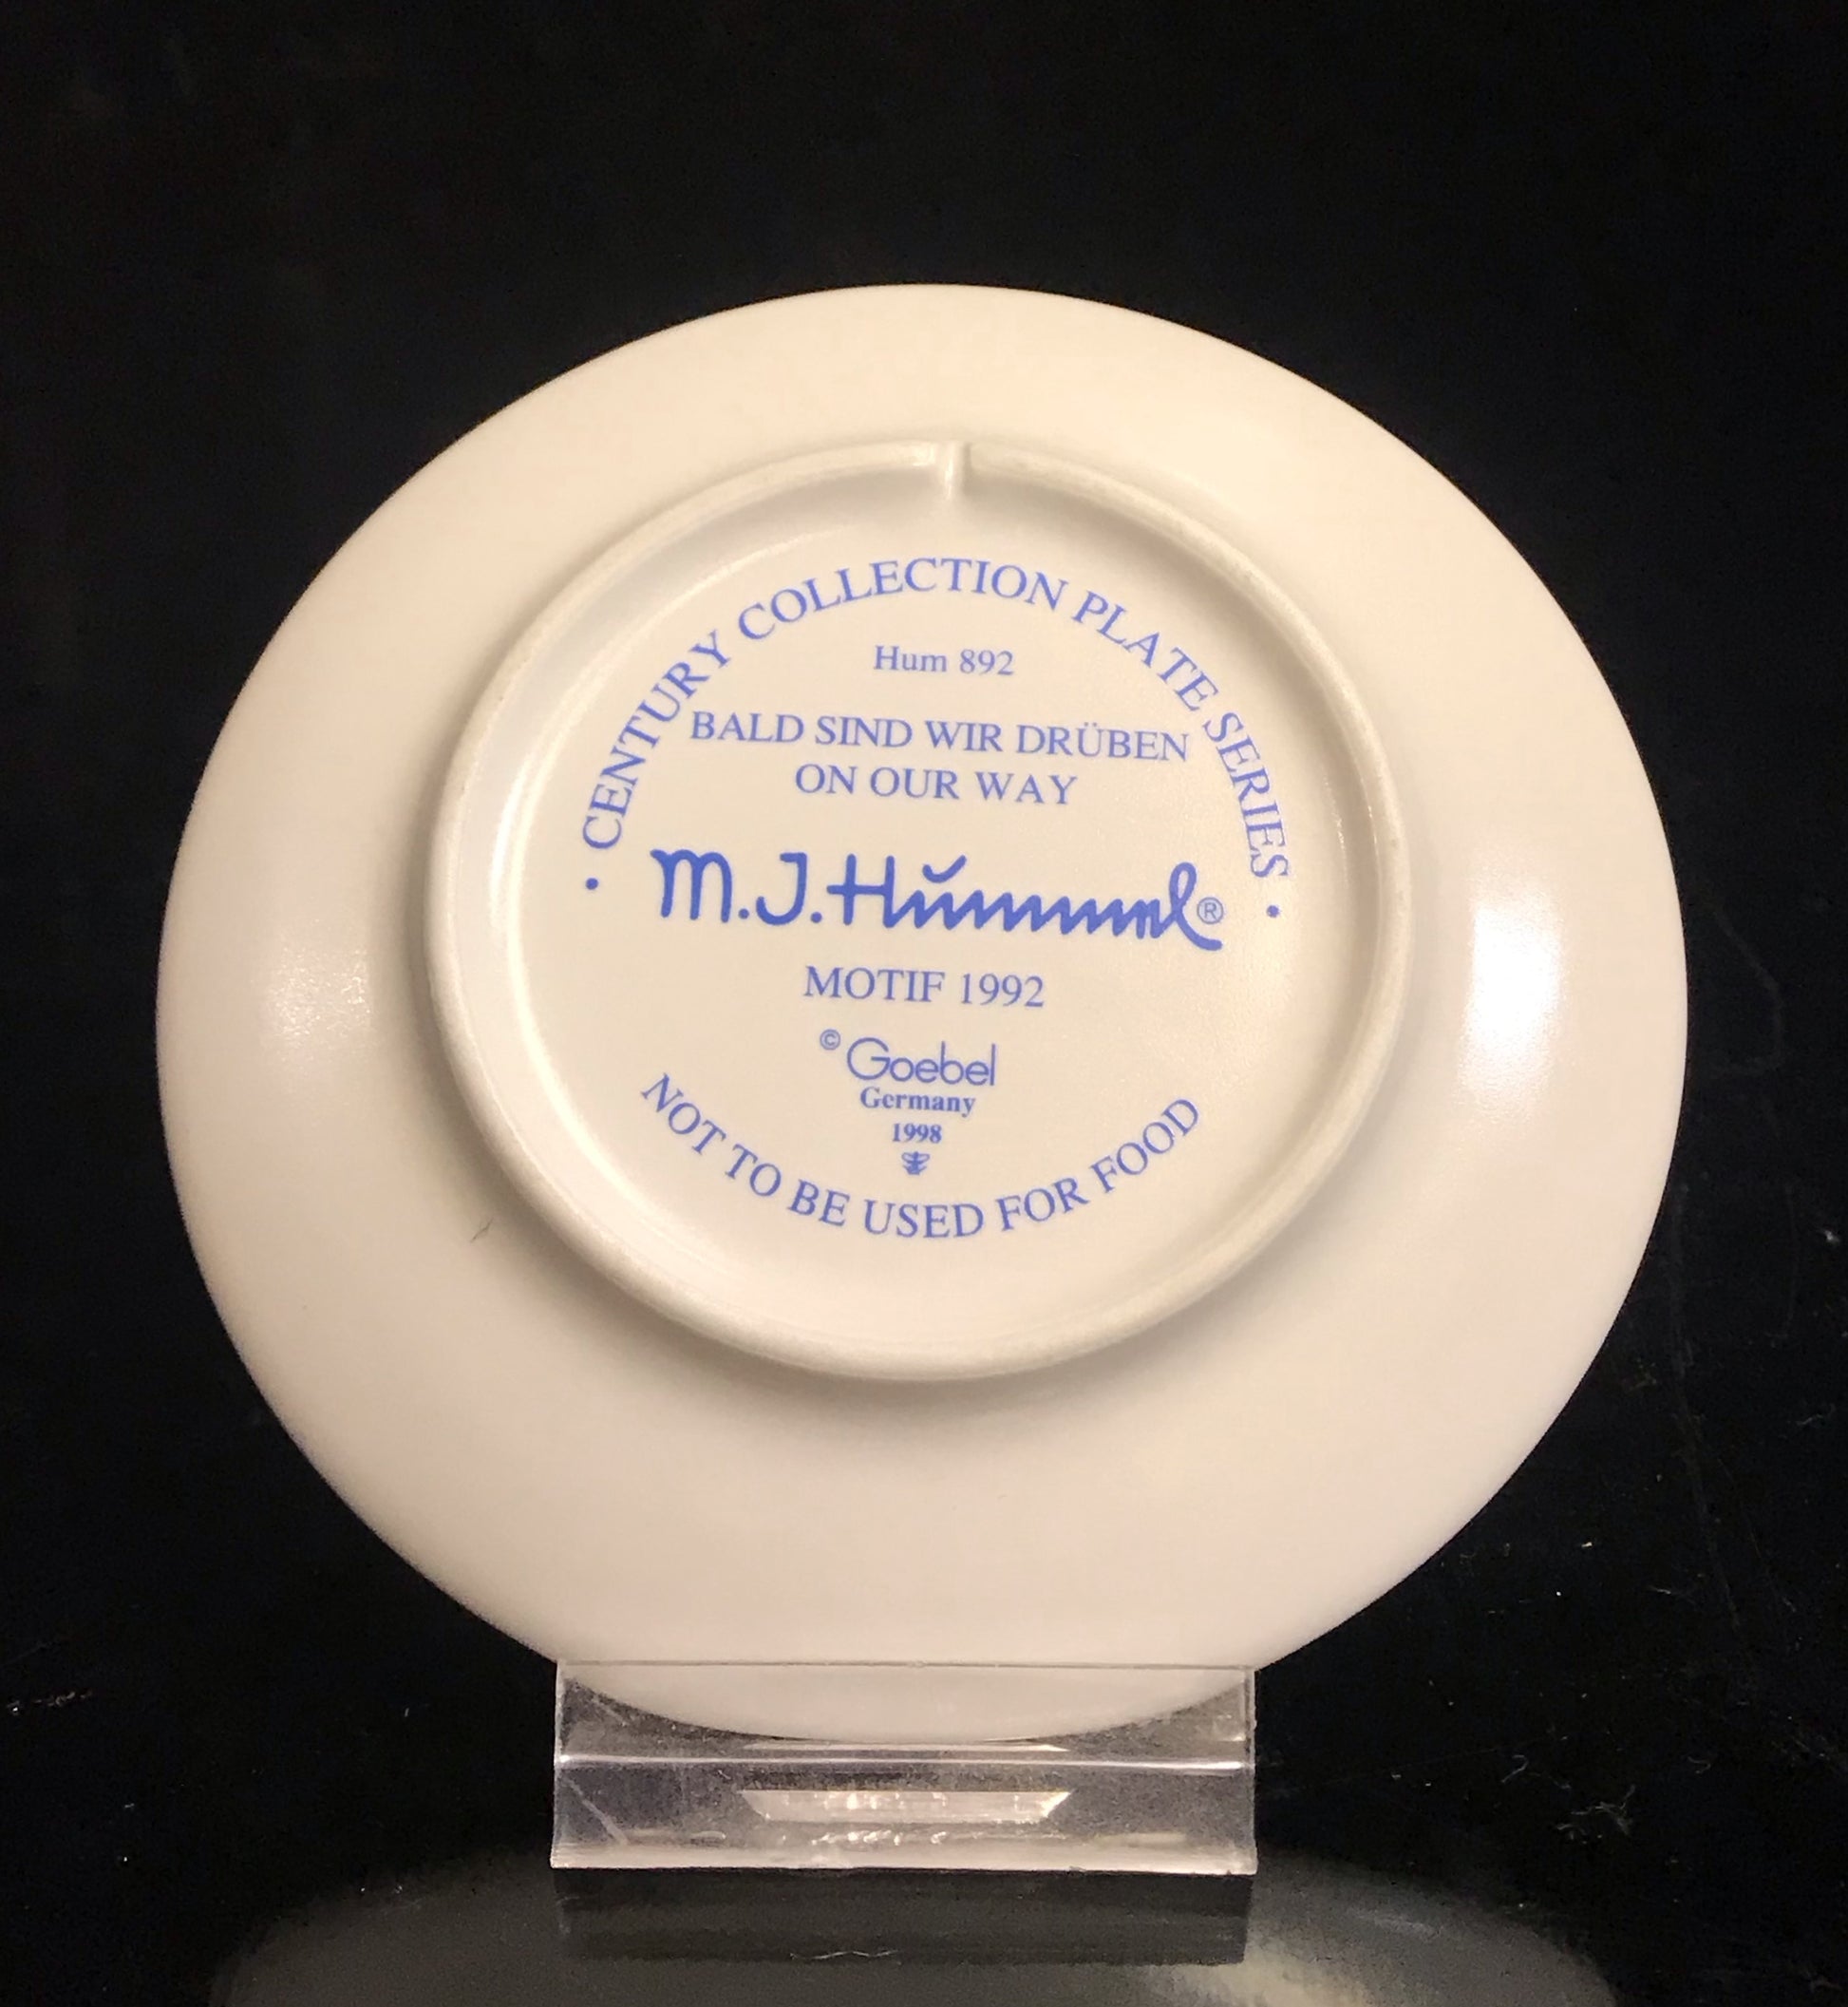 · CENTURY COLLECTION PLATE SERIES ·
Hum 892
BALD SIND WIR DRÜBEN
ON OUR WAY
M.J.Hŭmmel®
MOTIF 1992
© Goebel
Germany
1998
NOT TO BE USED FOR FOOD